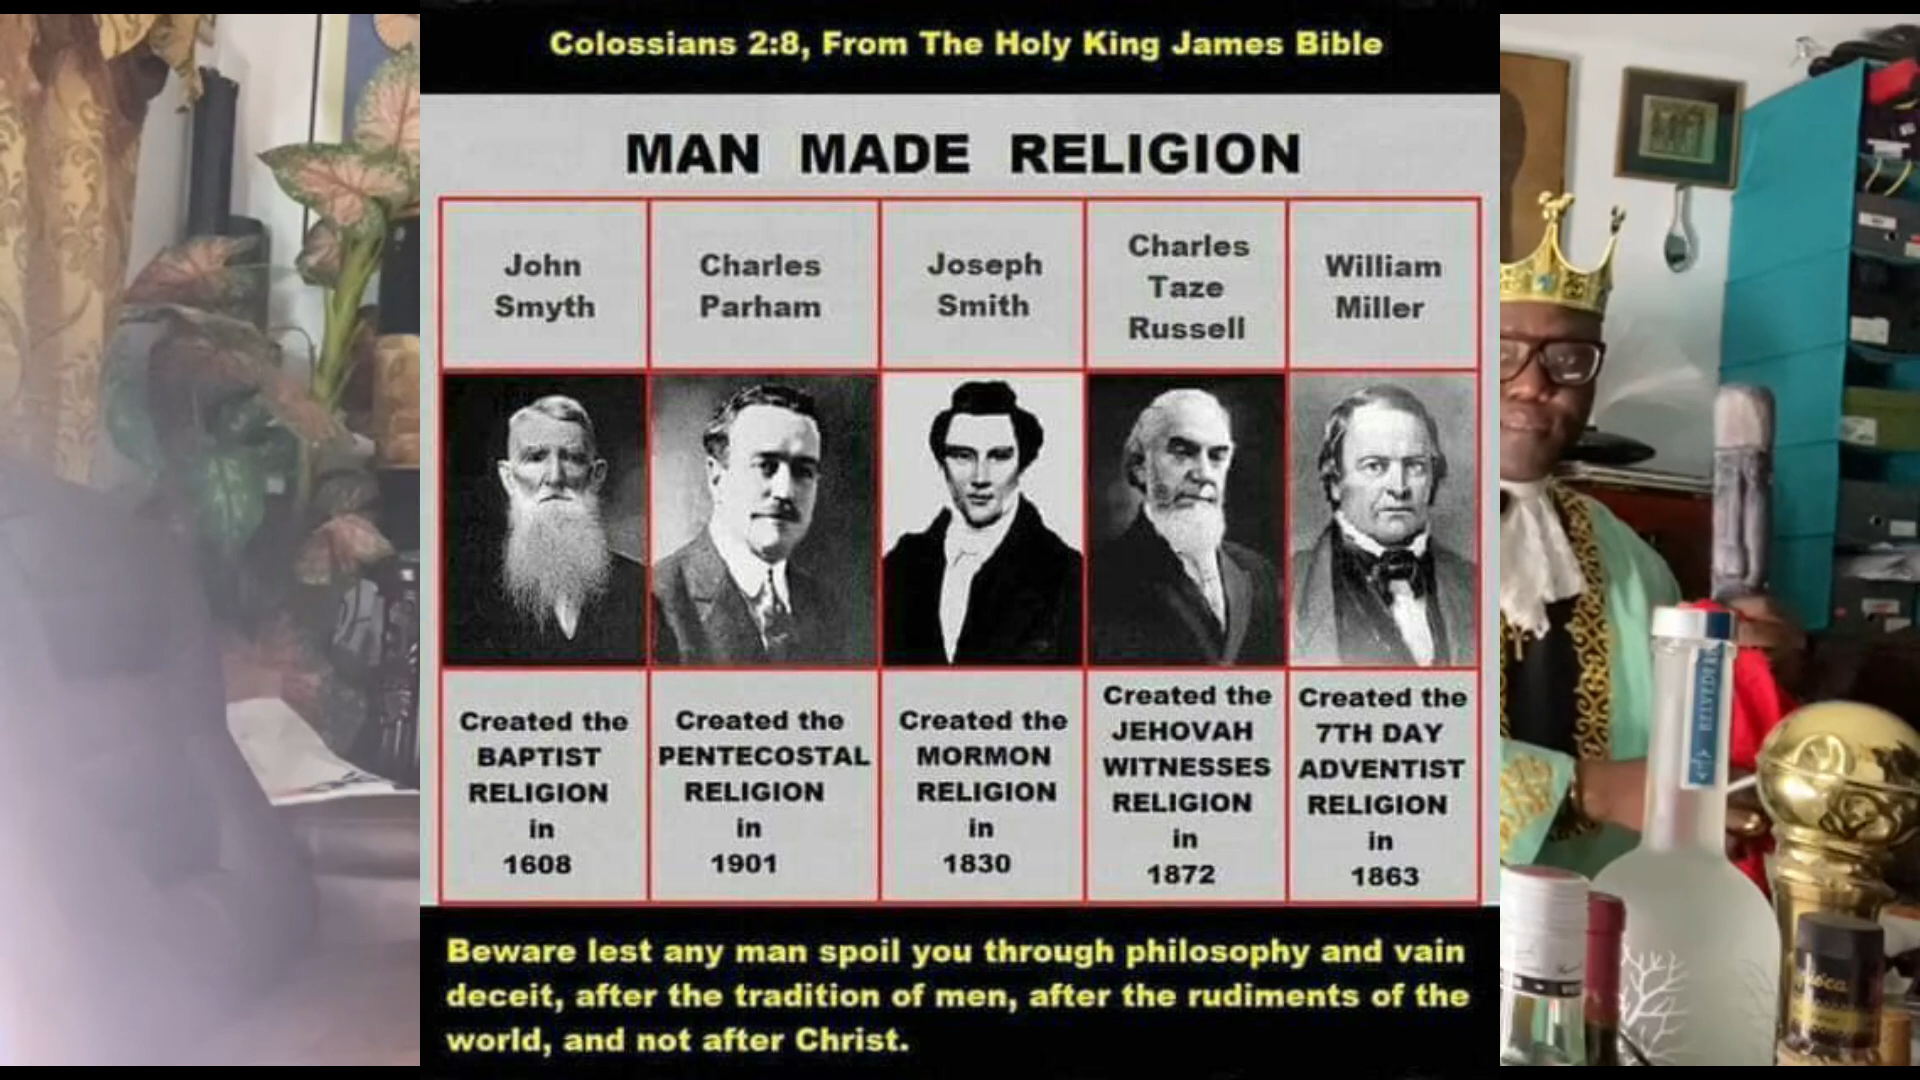 Colossians 2:8, From The Holy King James Bible
MAN MADE RELIGION
John
Smyth
Charles
Parham
Joseph
Smith
Charles
Taze
Russell
William
Miller
Created the
BAPTIST
RELIGION
in
1608
Created the
PENTECOSTAL
RELIGION
in
1901
Created the
MORMON
RELIGION
in
1830
Created the
JEHOVAH
WITNESSES
RELIGION
in
1872
Created the
7TH DAY
ADVENTIST
RELIGION
in
1863
Beware lest any man spoil you through philosophy and vain
deceit, after the tradition of men, after the rudiments of the
world, and not after Christ.